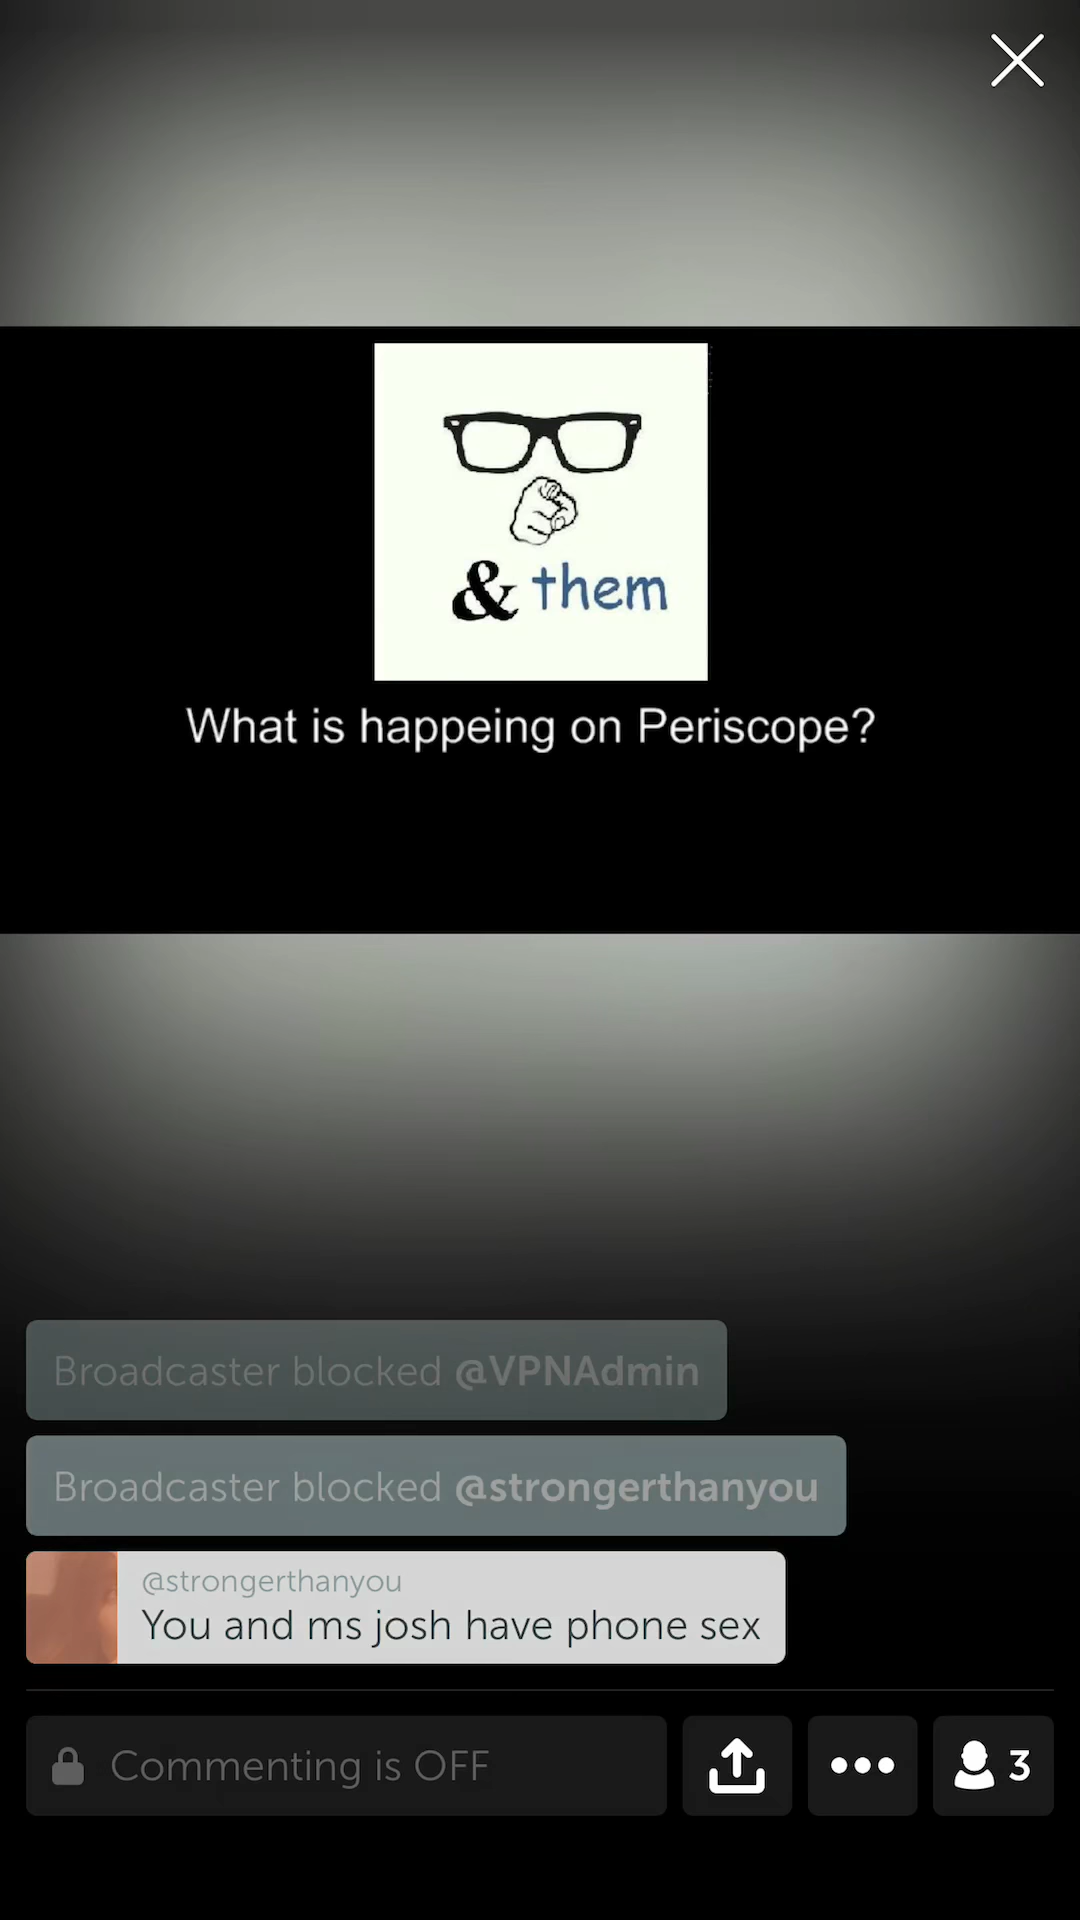 & them
What is happeing on Periscope?
Broadcaster blocked @VPNAdmin
Broadcaster blocked @strongerthanyou
@strongerthanyou
You and ms josh have phone sex
Commenting is OFF
3